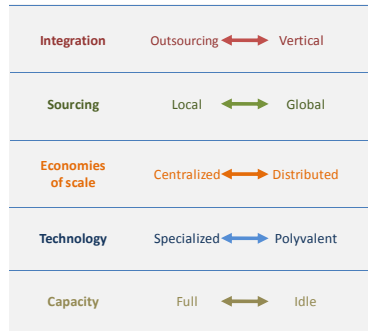 Integration Outsourcing Vertical
Sourcing Local Global
Economies
of scale Centralized Distributed
Technology Specialized Polyvalent
Capacity Full Idle